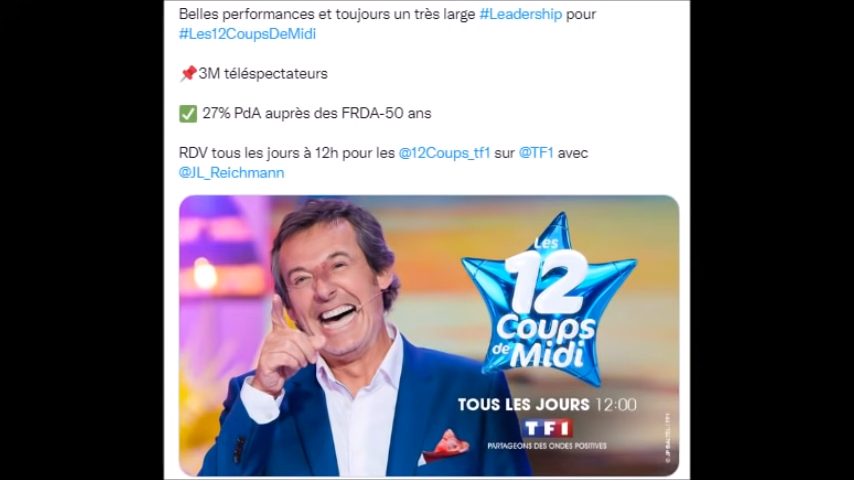 Belles performances et toujours un très large #Leadership pour
#Les12CoupsDeMidi
📌3M téléspectateurs
✅ 27% PdA auprès des FRDA-50 ans
RDV tous les jours à 12h pour les @12Coups_tf1 sur @TF1 avec
@JL_Reichmann
Les
12
Coups
de Midi
TOUS LES JOURS 12:00
TF1
PARTAGEONS DES ONDES POSITIVES